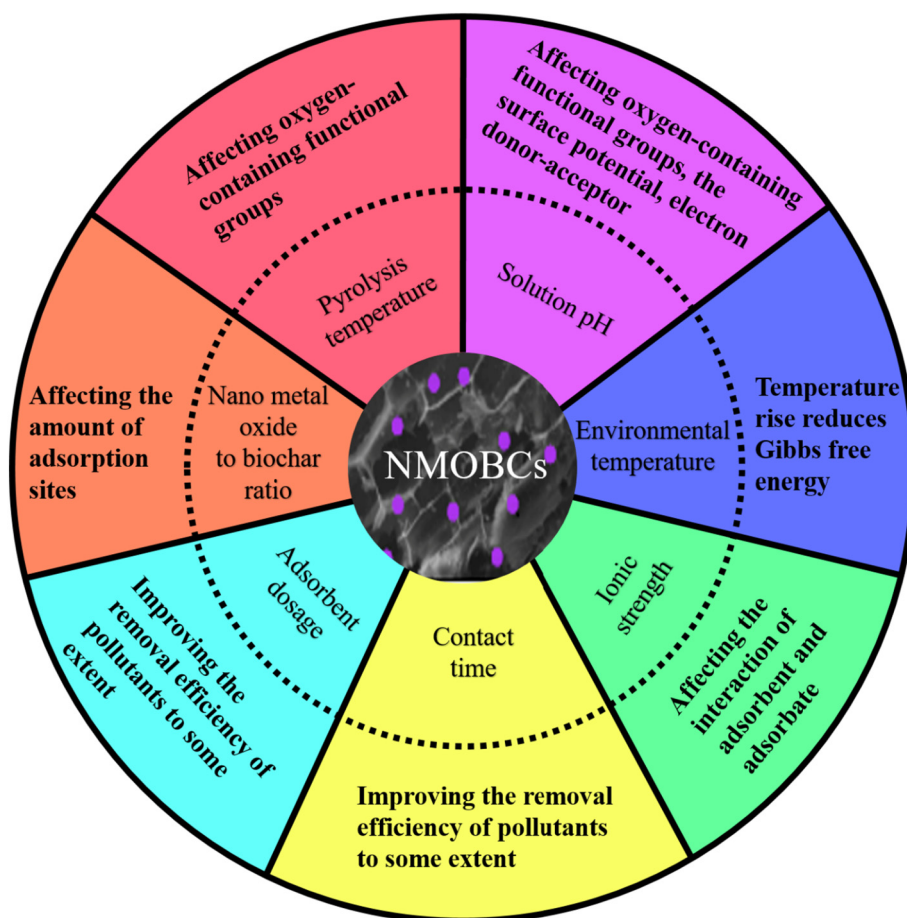 Affecting oxygen-
containing functional
groups
Pyrolysis
temperature
Affecting oxygen-containing
functional groups, the
surface potential, electron
donor-acceptor
Solution pH
Temperature
rise reduces
Gibbs free
energy
Environmental
temperature
Affecting the
interaction of
adsorbent and
adsorbate
Ionic
strength
Contact
time
Improving the removal
efficiency of pollutants
to some extent
Adsorbent
dosage
Improving the
removal efficiency of
pollutants to some
extent
Affecting the
amount of
adsorption
sites
Nano metal
oxide
to biochar
ratio
NMOBCs